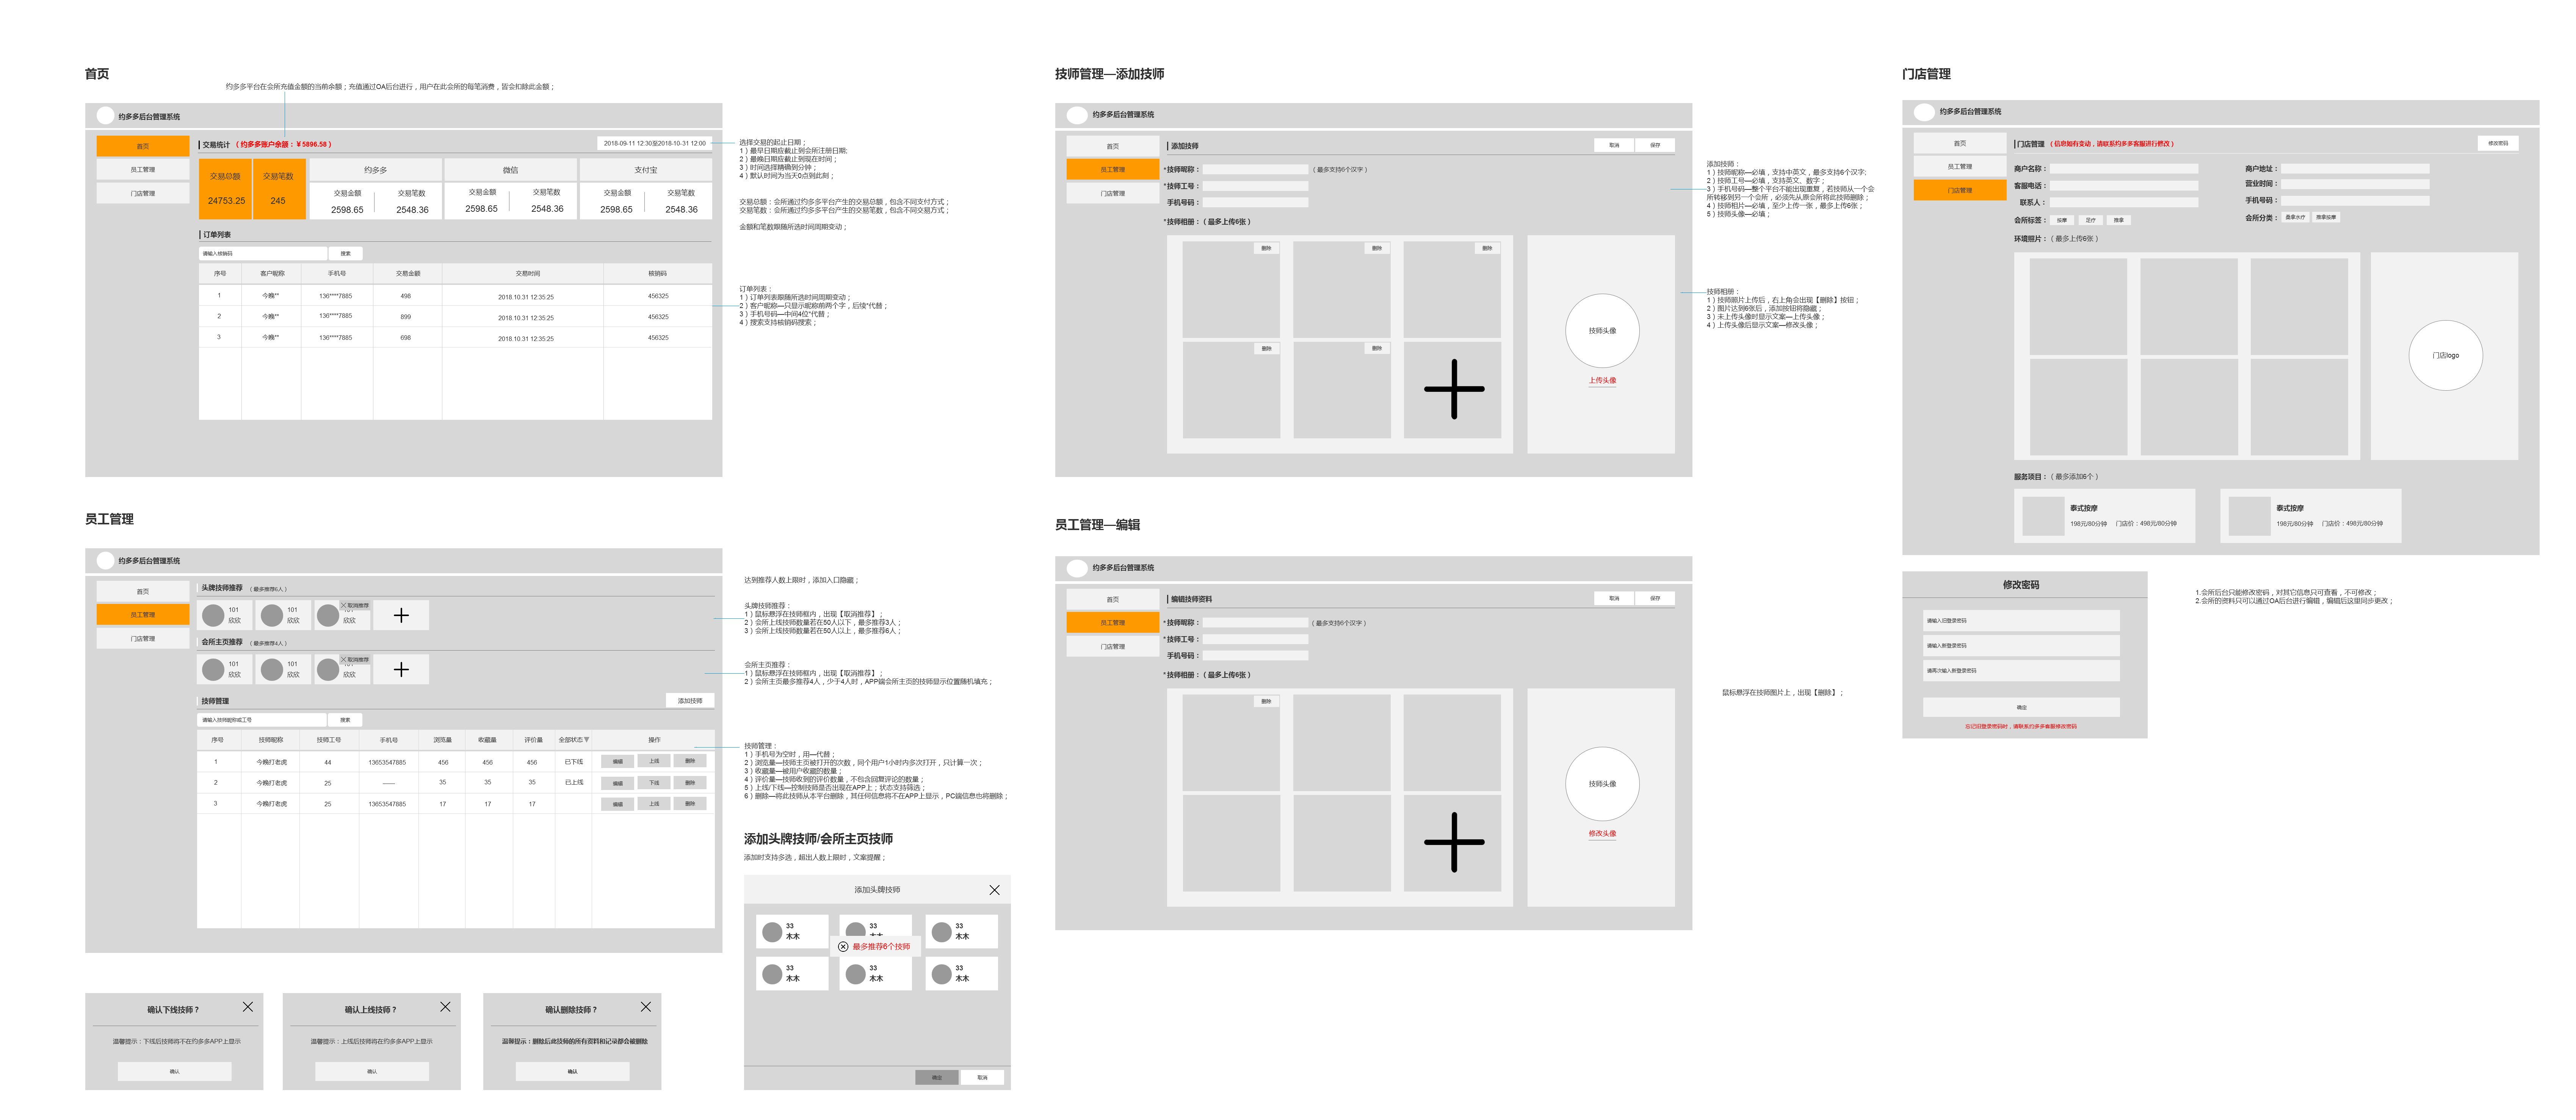 首页
约多多平台在会所充值金额的当前余额；充值通过OA后台进行，用户在此会所的每笔消费，皆会扣除此金额；
约多多后台管理系统
首页
员工管理
门店管理
交易统计（约多多账户余额：￥5896.58）
2018-09-11 12:30至2018-10-31 12:00
交易总额 交易笔数 约多多 微信 支付宝
24753.25 245
交易金额 交易笔数 交易金额 交易笔数 交易金额 交易笔数
2598.65 2548.36 2598.65 2548.36 2598.65 2548.36
订单列表
请输入核销码 搜索
序号 客户昵称 手机号 交易金额 交易时间 核销码
1 今晚** 136****7885 498 2018.10.31 12:35:25 456325
2 今晚** 136****7885 899 2018.10.31 12:35:25 456325
3 今晚** 136****7885 698 2018.10.31 12:35:25 456325
选择交易的起止日期；
1）最早日期应截止到会所注册日期;
2）最晚日期应截止到现在时间；
3）时间选择精确到分钟；
4）默认时间为当天0点到此刻；
交易总额：会所通过约多多平台产生的交易总额，包含不同支付方式；
交易笔数：会所通过约多多平台产生的交易笔数，包含不同交易方式；
金额和笔数跟随所选时间周期变动；
订单列表：
1）订单列表跟随所选时间周期变动；
2）客户昵称—只显示昵称前两个字，后续*代替；
3）手机号码—中间4位*代替；
4）搜索支持核销码搜索；
员工管理
约多多后台管理系统
首页
员工管理
门店管理
头牌技师推荐（最多推荐6人）
101 欣欣
101 欣欣
取消推荐 欣欣
会所主页推荐（最多推荐4人）
101 欣欣
101 欣欣
取消推荐 欣欣
技师管理 添加技师
请输入技师昵称或工号 搜索
序号 技师昵称 技师工号 手机号 浏览量 收藏量 评价量 全部状态 操作
1 今晚打老虎 44 13653547885 456 456 456 已下线 编辑 上线 删除
2 今晚打老虎 25 —— 35 35 35 已上线 编辑 下线 删除
3 今晚打老虎 25 13653547885 17 17 17 编辑 上线 删除
达到推荐人数上限时，添加入口隐藏；
头牌技师推荐：
1）鼠标悬浮在技师框内，出现【取消推荐】；
2）会所上线技师数量若在50人以下，最多推荐3人；
3）会所上线技师数量若在50人以上，最多推荐6人；
会所主页推荐：
1）鼠标悬浮在技师框内，出现【取消推荐】；
2）会所主页最多推荐4人，少于4人时，APP端会所主页的技师显示位置随机填充；
技师管理：
1）手机号为空时，用—代替；
2）浏览量—技师主页被打开的次数，同个用户1小时内多次打开，只计算一次；
3）收藏量—被用户收藏的数量；
4）评价量—技师收到的评价数量，不包含回复评论的数量；
5）上线/下线—控制技师是否出现在APP上；状态支持筛选；
6）删除—将此技师从本平台删除，其任何信息将不在APP上显示，PC端信息也将删除；
添加头牌技师/会所主页技师
添加时支持多选，超出人数上限时，文案提醒；
添加头牌技师
33 木木
33 木木
33 木木
最多推荐6个技师
33 木木
33 木木
33 木木
确定 取消
确认下线技师？
温馨提示：下线后技师将不在约多多APP上显示
确认
确认上线技师？
温馨提示：上线后技师将在约多多APP上显示
确认
确认删除技师？
温馨提示：删除后此技师的所有资料和记录都会被删除
确认
技师管理—添加技师
约多多后台管理系统
首页
员工管理
门店管理
添加技师 取消 保存
*技师昵称：（最多支持6个汉字）
*技师工号：
手机号码：
*技师相册：（最多上传6张）
删除 删除 删除
删除 删除
技师头像
上传头像
添加技师：
1）技师昵称—必填，支持中英文，最多支持6个汉字;
2）技师工号—必填，支持英文、数字；
3）手机号码—整个平台不能出现重复，若技师从一个会
所转移到另一个会所，必须先从原会所将此技师删除；
4）技师相片—必填，至少上传一张，最多上传6张；
5）技师头像—必填；
技师相册：
1）技师照片上传后，右上角会出现【删除】按钮；
2）图片达到6张后，添加按钮将隐藏；
3）未上传头像时显示文案—上传头像；
4）上传头像后显示文案—修改头像；
员工管理—编辑
约多多后台管理系统
首页
员工管理
门店管理
编辑技师资料 取消 保存
*技师昵称：（最多支持6个汉字）
*技师工号：
手机号码：
*技师相册：（最多上传6张）
删除
技师头像
修改头像
鼠标悬浮在技师图片上，出现【删除】；
门店管理
约多多后台管理系统
首页
员工管理
门店管理
门店管理（信息如有变动，请联系约多多客服进行修改） 修改密码
商户名称： 商户地址：
客服电话： 营业时间：
联系人： 手机号码：
会所标签： 按摩 足疗 推拿 会所分类： 桑拿水疗 推拿按摩
环境照片：（最多上传6张）
门店logo
服务项目：（最多添加6个）
泰式按摩
198元/80分钟 门店价：498元/80分钟
泰式按摩
198元/80分钟 门店价：498元/80分钟
修改密码
请输入旧登录密码
请输入新登录密码
请再次输入新登录密码
确定
忘记旧登录密码时，请联系约多多客服修改密码
1.会所后台只能修改密码，对其它信息只可查看，不可修改；
2.会所的资料只可以通过OA后台进行编辑，编辑后这里同步更改；